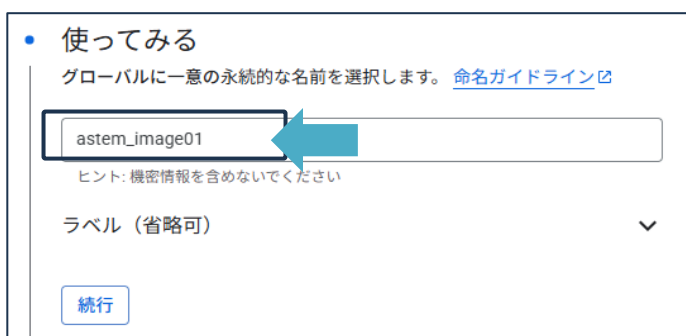 使ってみる
グローバルに一意の永続的な名前を選択します。 命名ガイドライン
astem_image01
ヒント: 機密情報を含めないでください
ラベル（省略可）
続行